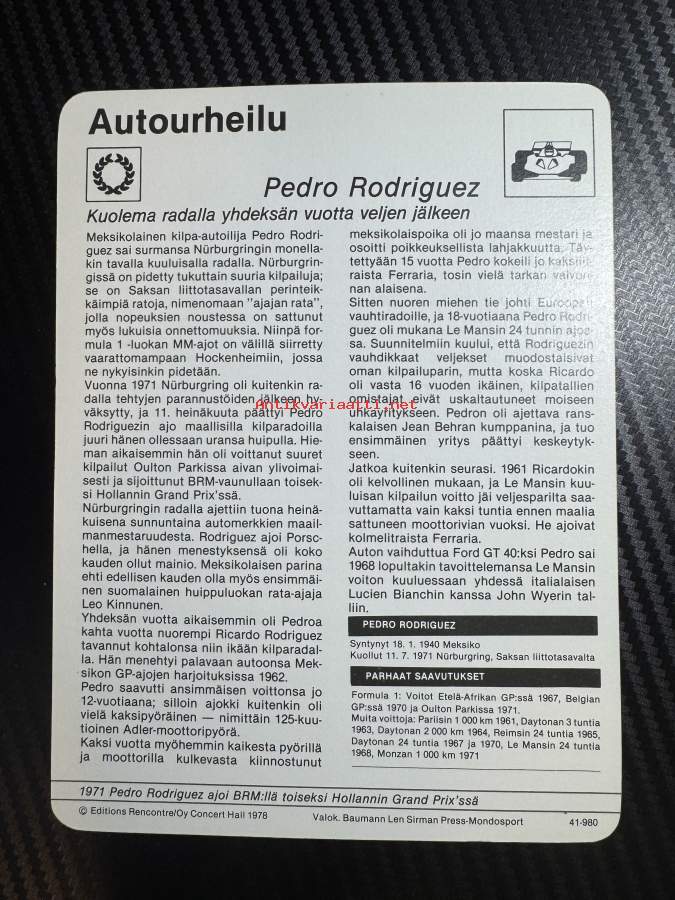 Autourheilu
Pedro Rodriguez
Kuolema radalla yhdeksän vuotta veljen jälkeen
Meksikolainen kilpa-autoilija Pedro Rodri-
guez sai surmansa Nürburgringin monella-
kin tavalla kuuluisalla radalla. Nürburgrin-
gissä on pidetty tukuttain suuria kilpailuja;
se on Saksan liittotasavallan perinteik-
käimpiä ratoja, nimenomaan "ajajan rata",
jolla nopeuksien noustessa on sattunut
myös lukuisia onnettomuuksia. Niinpä for-
mula 1 -luokan MM-ajot on välillä siirretty
vaarattomampaan Hockenheimiin, jossa
ne nykyisinkin pidetään.
Vuonna 1971 Nürburgring oli kuitenkin ra-
dalla tehtyjen parannustöiden jälkeen hy-
väksytty, ja 11. heinäkuuta päättyi Pedro
Rodriguezin ajo maallisilla kilparadoilla
juuri hänen ollessaan uransa huipulla. Hie-
man aikaisemmin hän oli voittanut suuret
kilpailut Oulton Parkissa aivan ylivoimai-
sesti ja sijoittunut BRM-vaunullaan toisek-
si Hollannin Grand Prix'ssä.
Nürburgringin radalla ajettiin tuona heinä-
kuisena sunnuntaina automerkkien maail-
manmestaruudesta. Rodriguez ajoi Porsc-
hella, ja hänen menestyksensä oli koko
kauden ollut mainio. Meksikolaisen parina
ehti edellisen kauden olla myös ensimmäi-
nen suomalainen huippuluokan rata-ajaja
Leo Kinnunen.
Yhdeksän vuotta aikaisemmin oli Pedroa
kahta vuotta nuorempi Ricardo Rodriguez
tavannut kohtalonsa niin ikään kilparadal-
la. Hän menehtyi palavaan autoonsa Mek-
sikon GP-ajojen harjoituksissa 1962.
Pedro saavutti ansimmäisen voittonsa jo
12-vuotiaana; silloin ajokki kuitenkin oli
vielä kaksipyöräinen — nimittäin 125-kuu-
tioinen Adler-moottoripyörä.
Kaksi vuotta myöhemmin kaikesta pyörillä
ja moottorilla kulkevasta kiinnostunut
meksikolaispoika oli jo maansa mestari ja
osoitti poikkeuksellista lahjakkuutta. Täy-
tettyään 15 vuotta Pedro kokeili jo kaksilit-
raista Ferraria, tosin vielä tarkan valvon-
nan alaisena.
Sitten nuoren miehen tie johti Euroopan
vauhtiradoille, ja 18-vuotiaana Pedro Rodri-
guez oli mukana Le Mansin 24 tunnin ajos-
sa. Suunnitelmiin kuului, että Rodriguezin
vauhdikkaat veljekset muodostaisivat
oman kilpailuparin, mutta koska Ricardo
oli vasta 16 vuoden ikäinen, kilpatallien
omistajat eivät uskaltautuneet moiseen
uhkayritykseen. Pedron oli ajettava rans-
kalaisen Jean Behran kumppanina, ja tuo
ensimmäinen yritys päättyi keskeytyk-
seen.
Jatkoa kuitenkin seurasi. 1961 Ricardokin
oli kelvollinen mukaan, ja Le Mansin kuu-
luisan kilpailun voitto jäi veljesparilta saa-
vuttamatta vain kaksi tuntia ennen maalia
sattuneen moottorivian vuoksi. He ajoivat
kolmelitraista Ferraria.
Auton vaihduttua Ford GT 40:ksi Pedro sai
1968 lopultakin tavoittelemansa Le Mansin
voiton kuuluessaan yhdessä italialaisen
Lucien Bianchin kanssa John Wyerin tal-
liin.
PEDRO RODRIGUEZ
Syntynyt 18. 1. 1940 Meksiko
Kuollut 11. 7. 1971 Nürburgring, Saksan liittotasavalta
PARHAAT SAAVUTUKSET
Formula 1: Voitot Etelä-Afrikan GP:ssä 1967, Belgian
GP:ssä 1970 ja Oulton Parkissa 1971.
Muita voittoja: Pariisin 1 000 km 1961, Daytonan 3 tuntia
1963, Daytonan 2 000 km 1964, Reimsin 24 tuntia 1965,
Daytonan 24 tuntia 1967 ja 1970, Le Mansin 24 tuntia
1968, Monzan 1 000 km 1971
1971 Pedro Rodriguez ajoi BRM:llä toiseksi Hollannin Grand Prix'ssä
© Editions Rencontre/Oy Concert Hall 1978 Valok. Baumann Len Sirman Press-Mondosport 41-980
Antikvariaatti.net